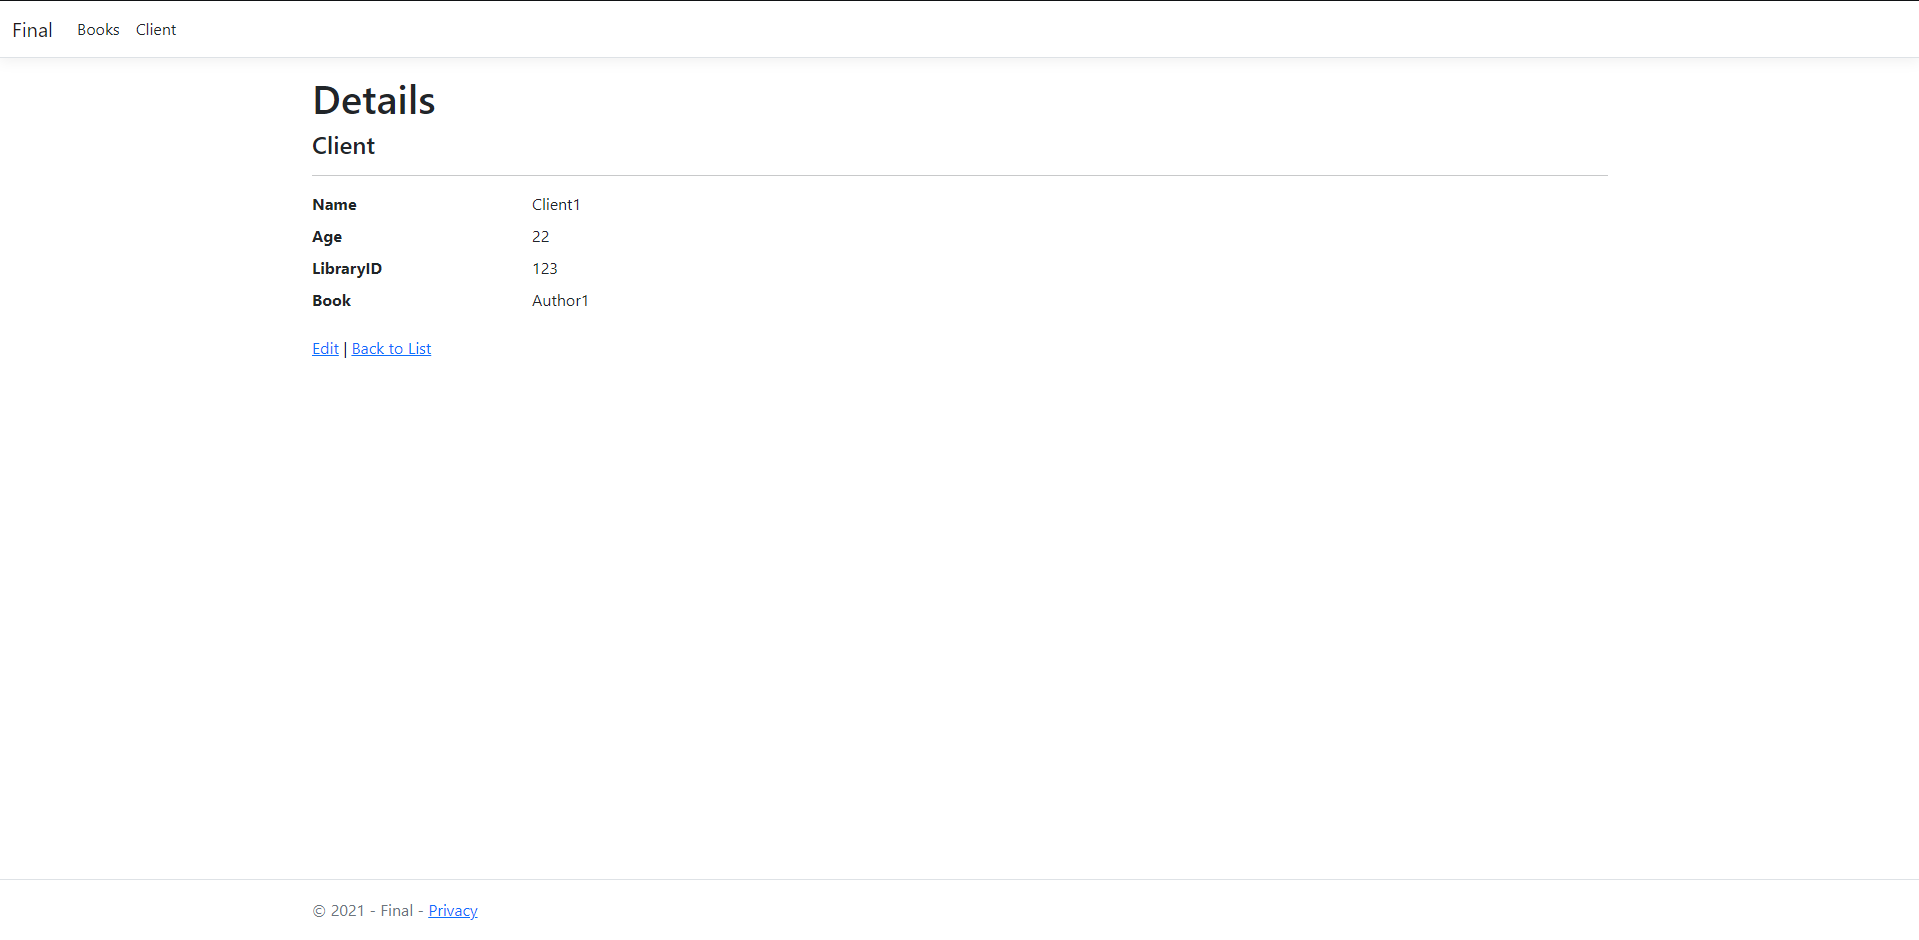 Final Books Client
Details
Client
Name Client1
Age 22
LibraryID 123
Book Author1
Edit | Back to List
© 2021 - Final - Privacy